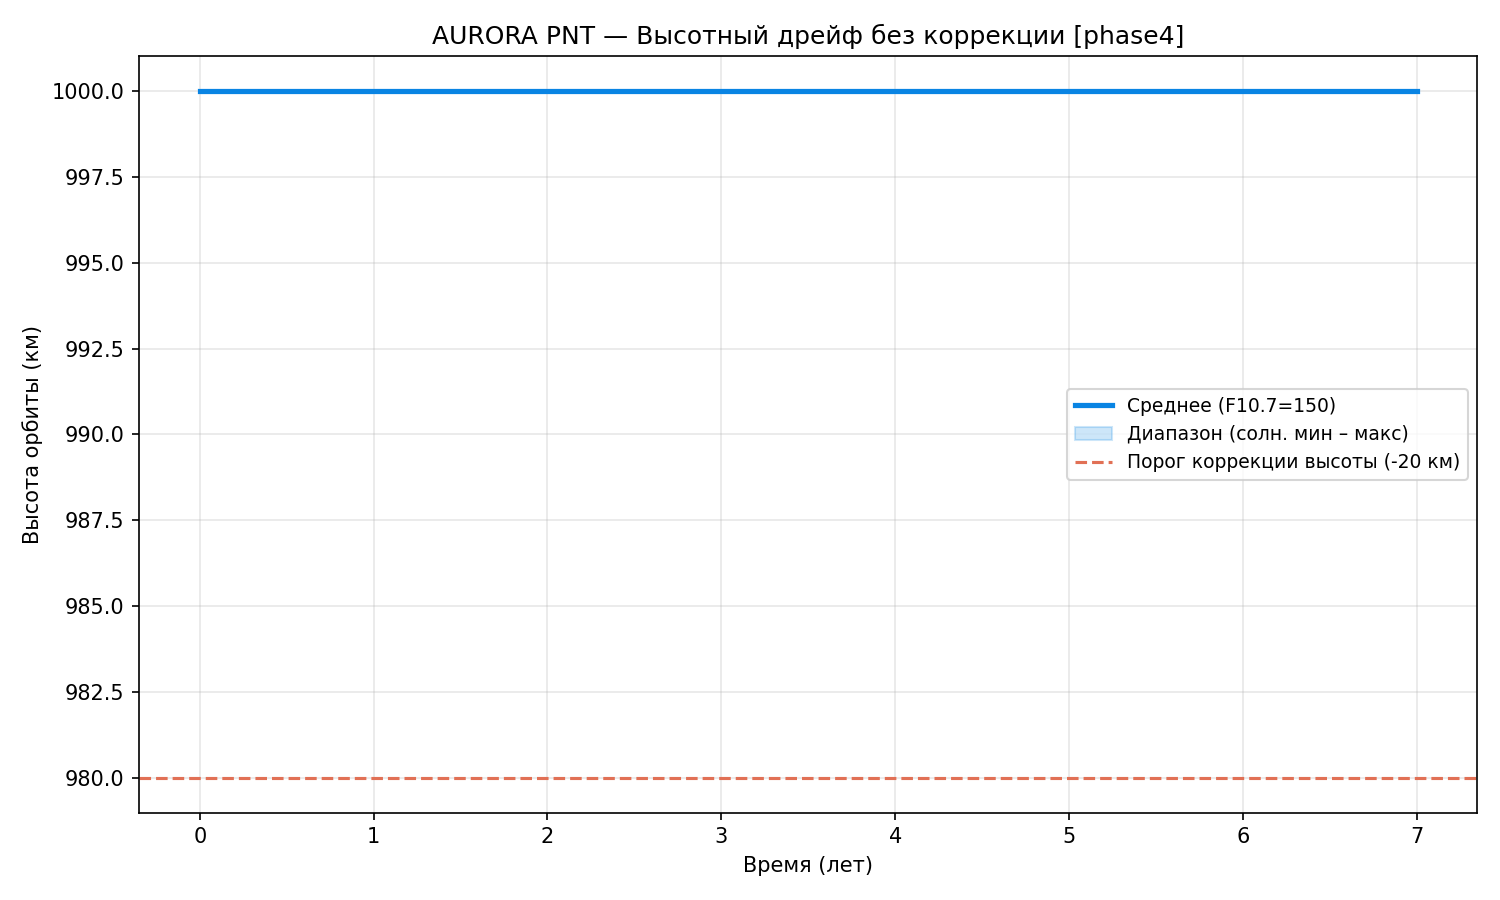 AURORA PNT — Высотный дрейф без коррекции [phase4]
1000.0
997.5
995.0
992.5
990.0
987.5
985.0
982.5
980.0
Высота орбиты (км)
Среднее (F10.7=150)
Диапазон (солн. мин – макс)
Порог коррекции высоты (-20 км)
0 1 2 3 4 5 6 7
Время (лет)